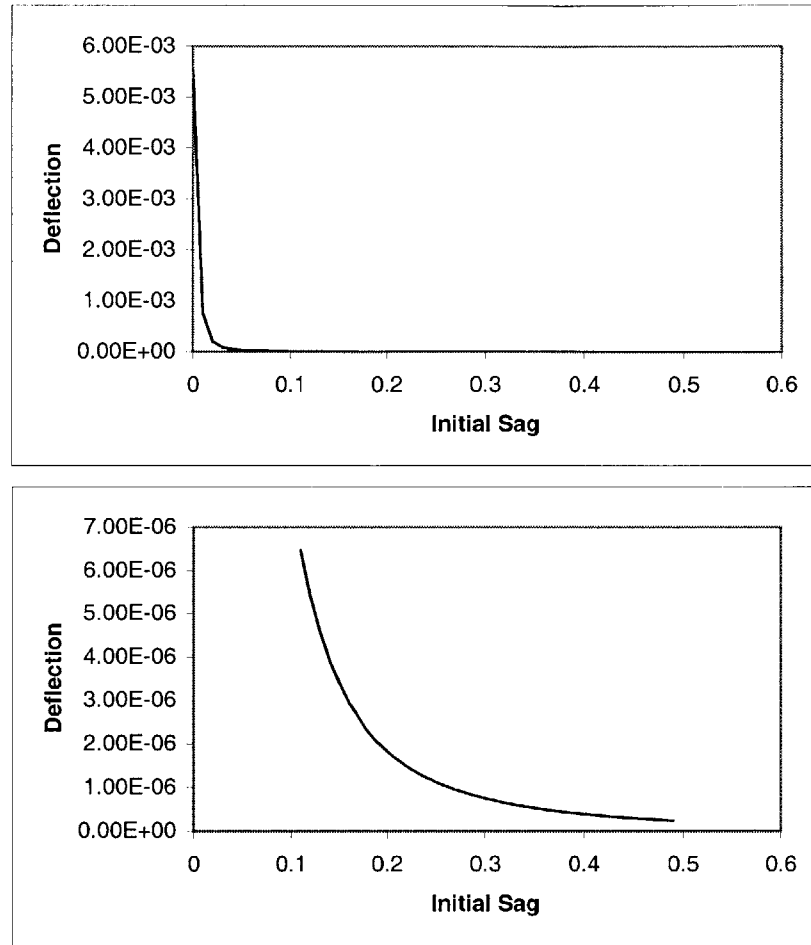 6.00E-03
5.00E-03
4.00E-03
3.00E-03
2.00E-03
1.00E-03
0.00E+00
Deflection
0 0.1 0.2 0.3 0.4 0.5 0.6
Initial Sag
7.00E-06
6.00E-06
5.00E-06
4.00E-06
3.00E-06
2.00E-06
1.00E-06
0.00E+00
Deflection
0 0.1 0.2 0.3 0.4 0.5 0.6
Initial Sag